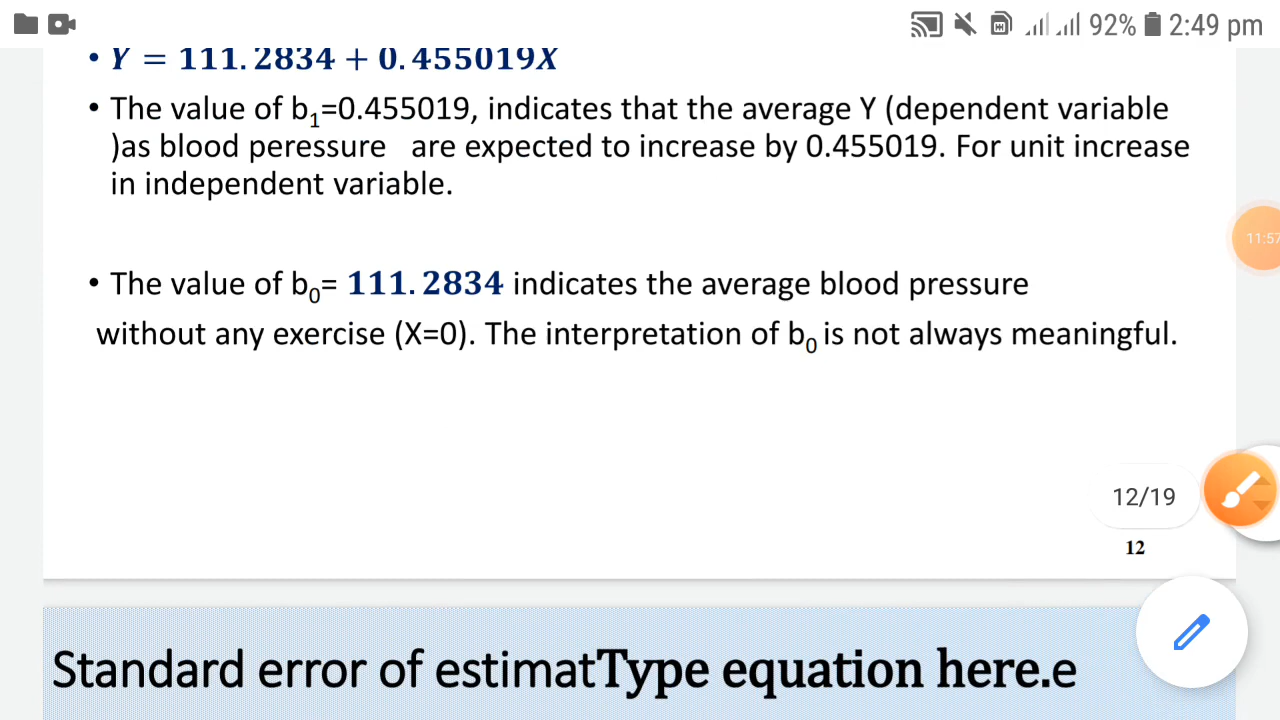 92% 2:49 pm
• Y = 111.2834 + 0.455019X
• The value of b₁=0.455019, indicates that the average Y (dependent variable
)as blood peressure are expected to increase by 0.455019. For unit increase
in independent variable.
11:57
• The value of b₀= 111.2834 indicates the average blood pressure
without any exercise (X=0). The interpretation of b₀ is not always meaningful.
12/19
12
Standard error of estimatType equation here.e